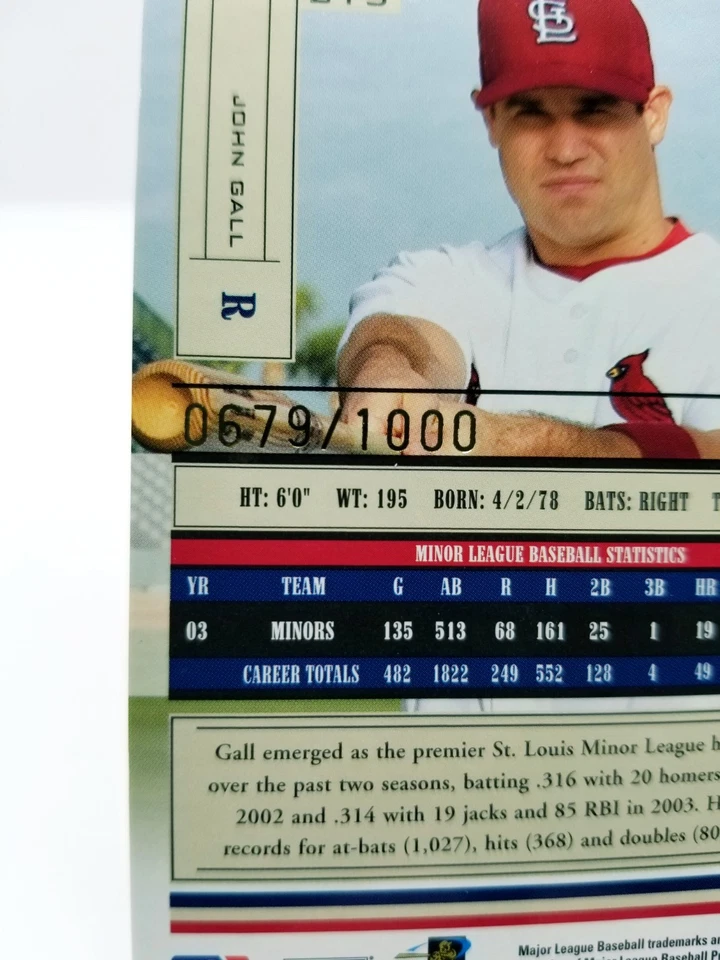 JOHN GALL
R
0679/1000
HT: 6'0" WT: 195 BORN: 4/2/78 BATS: RIGHT
MINOR LEAGUE BASEBALL STATISTICS
YR TEAM G AB R H 2B 3B HR
03 MINORS 135 513 68 161 25 1 19
CAREER TOTALS 482 1822 249 552 128 4 49
Gall emerged as the premier St. Louis Minor League
over the past two seasons, batting .316 with 20 homers
2002 and .314 with 19 jacks and 85 RBI in 2003.
records for at-bats (1,027), hits (368) and doubles (80
Major League Baseball trademarks
Major League Baseball